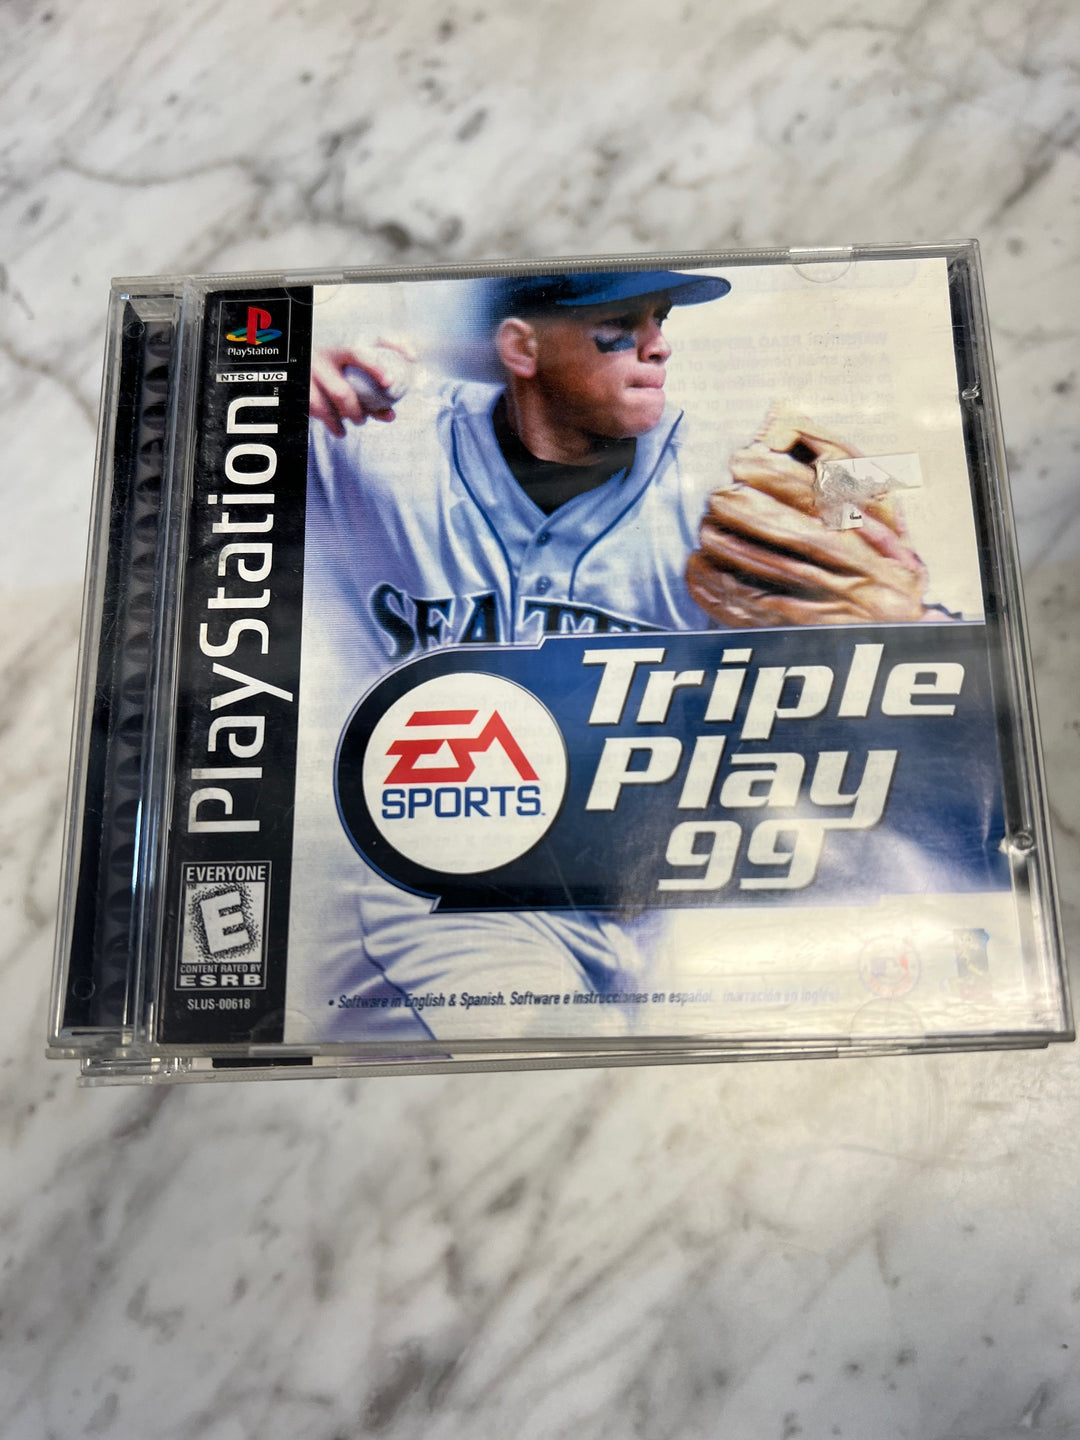 PlayStation
NTSC U/C
PlayStation
SEATT
EA
SPORTS
Triple
Play
99
EVERYONE
E
CONTENT RATED BY
ESRB
SLUS-00618
• Software in English & Spanish. Software e instrucciones en español. (narración en inglés)